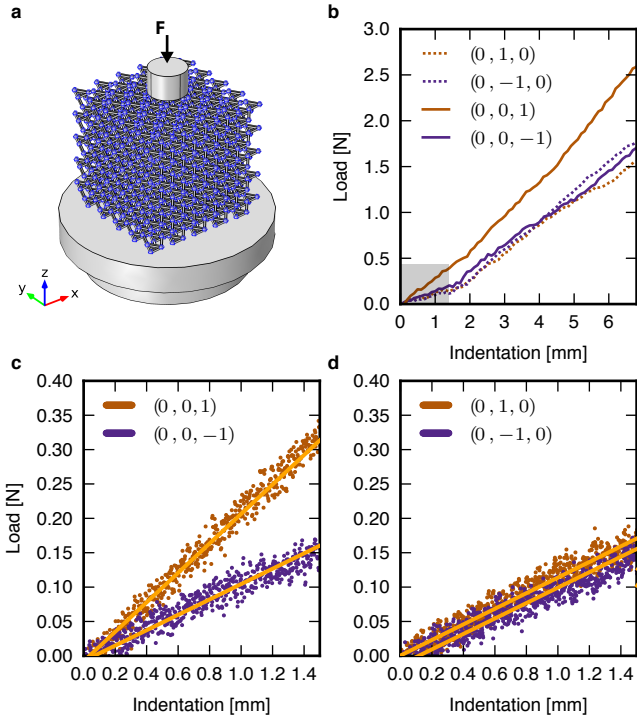 a
F
z
y
x
b
3.0
2.5
2.0
1.5
1.0
0.5
0.0
Load [N]
(0, 1, 0)
(0, −1, 0)
(0, 0, 1)
(0, 0, −1)
0 1 2 3 4 5 6
Indentation [mm]
c
0.40
0.35
0.30
0.25
0.20
0.15
0.10
0.05
0.00
Load [N]
(0, 0, 1)
(0, 0, −1)
0.0 0.2 0.4 0.6 0.8 1.0 1.2 1.4
Indentation [mm]
d
0.40
0.35
0.30
0.25
0.20
0.15
0.10
0.05
0.00
(0, 1, 0)
(0, −1, 0)
0.0 0.2 0.4 0.6 0.8 1.0 1.2 1.4
Indentation [mm]